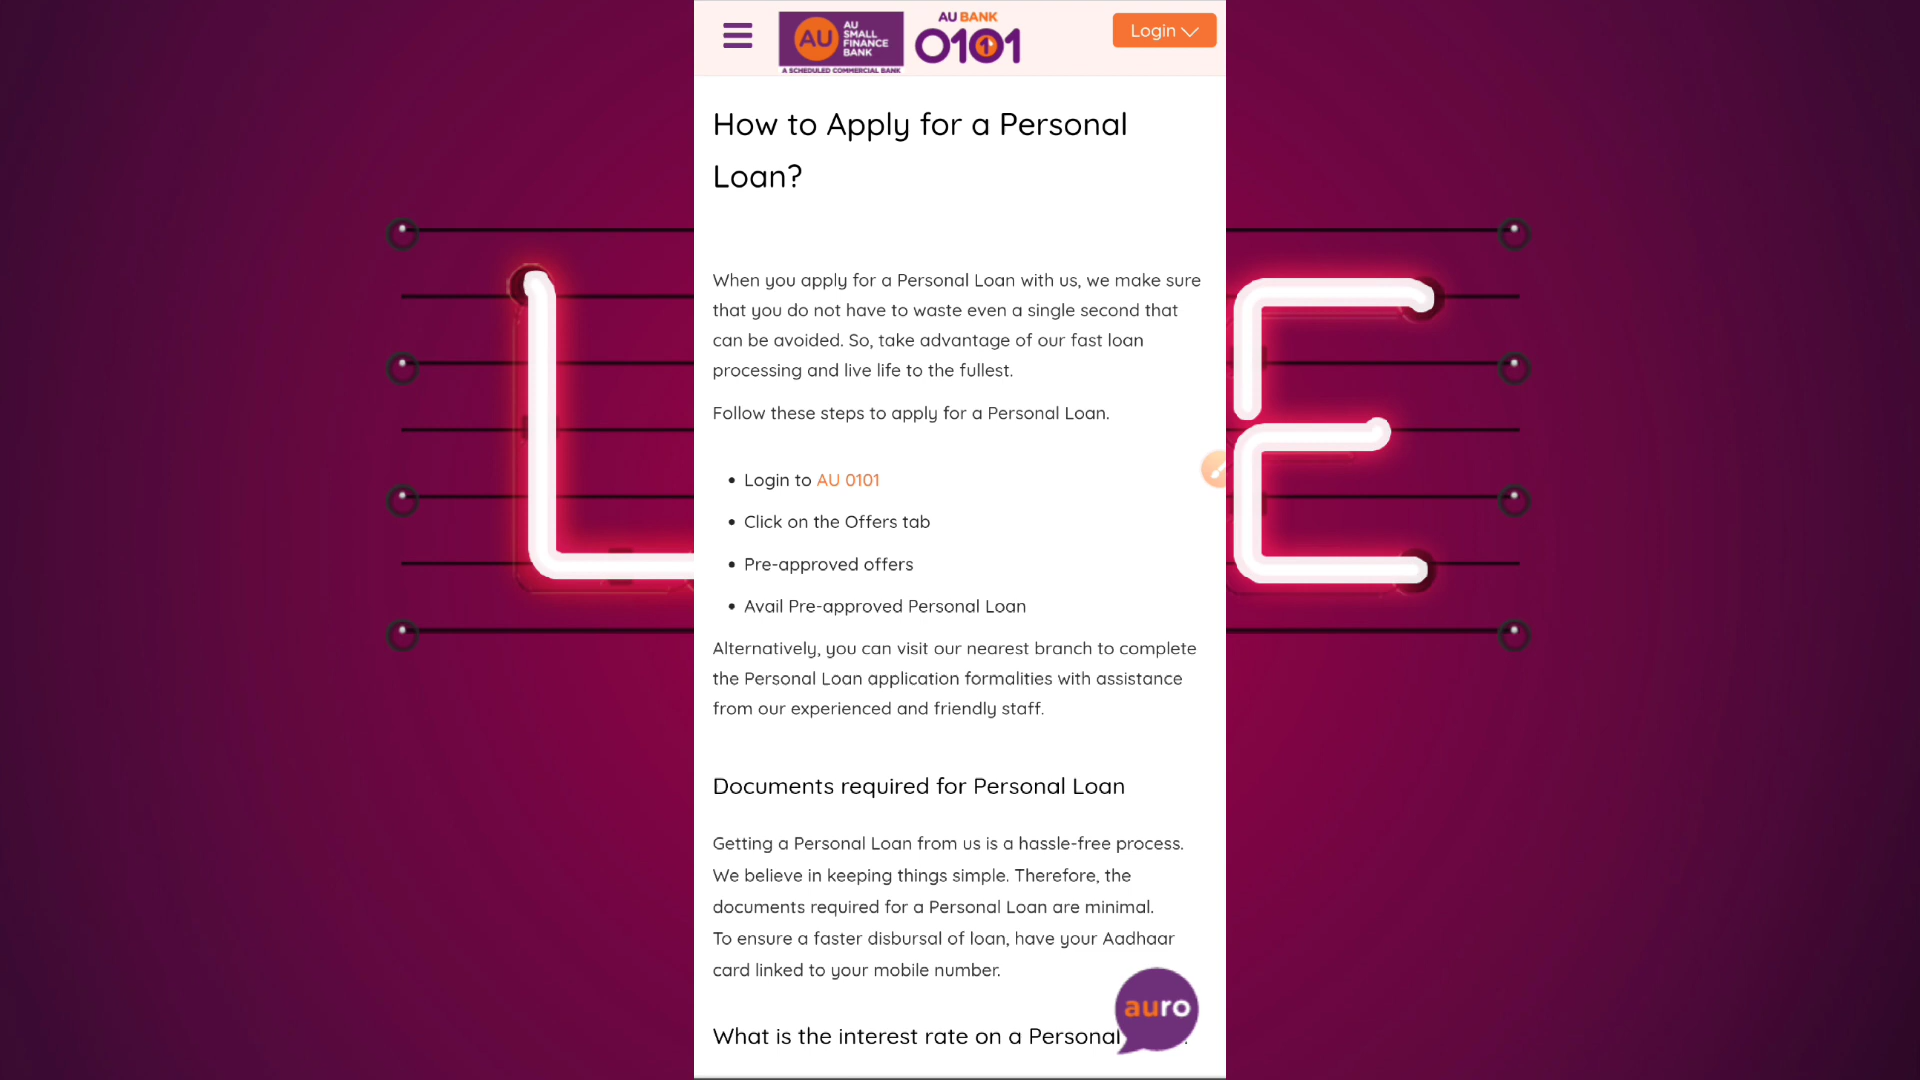 AU
AU
SMALL
FINANCE
BANK
A SCHEDULED COMMERCIAL BANK
AU BANK
0101
Login
How to Apply for a Personal
Loan?
When you apply for a Personal Loan with us, we make sure
that you do not have to waste even a single second that
can be avoided. So, take advantage of our fast loan
processing and live life to the fullest.
Follow these steps to apply for a Personal Loan.
• Login to AU 0101
• Click on the Offers tab
• Pre-approved offers
• Avail Pre-approved Personal Loan
Alternatively, you can visit our nearest branch to complete
the Personal Loan application formalities with assistance
from our experienced and friendly staff.
Documents required for Personal Loan
Getting a Personal Loan from us is a hassle-free process.
We believe in keeping things simple. Therefore, the
documents required for a Personal Loan are minimal.
To ensure a faster disbursal of loan, have your Aadhaar
card linked to your mobile number.
auro
What is the interest rate on a Personal
L
E